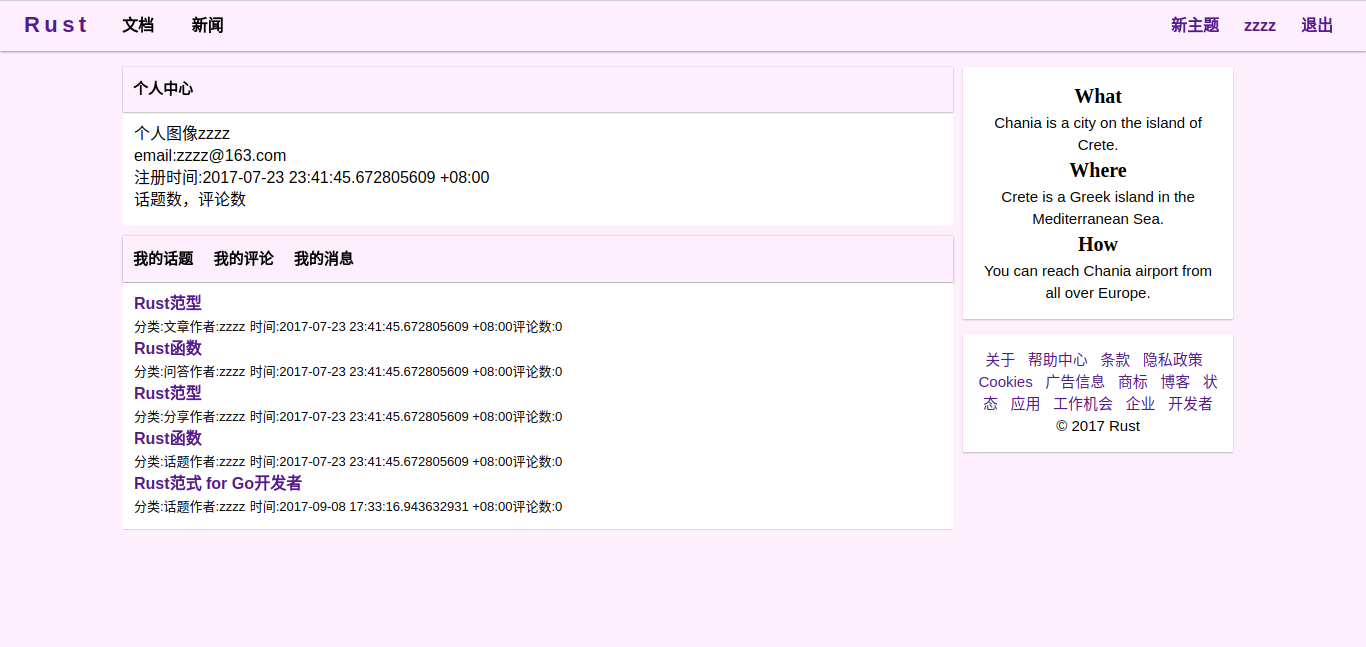 Rust 文档 新闻 新主题 zzzz 退出
个人中心
个人图像zzzz
email:zzzz@163.com
注册时间:2017-07-23 23:41:45.672805609 +08:00
话题数，评论数
我的话题 我的评论 我的消息
Rust范型
分类:文章作者:zzzz 时间:2017-07-23 23:41:45.672805609 +08:00评论数:0
Rust函数
分类:问答作者:zzzz 时间:2017-07-23 23:41:45.672805609 +08:00评论数:0
Rust范型
分类:分享作者:zzzz 时间:2017-07-23 23:41:45.672805609 +08:00评论数:0
Rust函数
分类:话题作者:zzzz 时间:2017-07-23 23:41:45.672805609 +08:00评论数:0
Rust范式 for Go开发者
分类:话题作者:zzzz 时间:2017-09-08 17:33:16.943632931 +08:00评论数:0
What
Chania is a city on the island of
Crete.
Where
Crete is a Greek island in the
Mediterranean Sea.
How
You can reach Chania airport from
all over Europe.
关于 帮助中心 条款 隐私政策
Cookies 广告信息 商标 博客 状
态 应用 工作机会 企业 开发者
© 2017 Rust